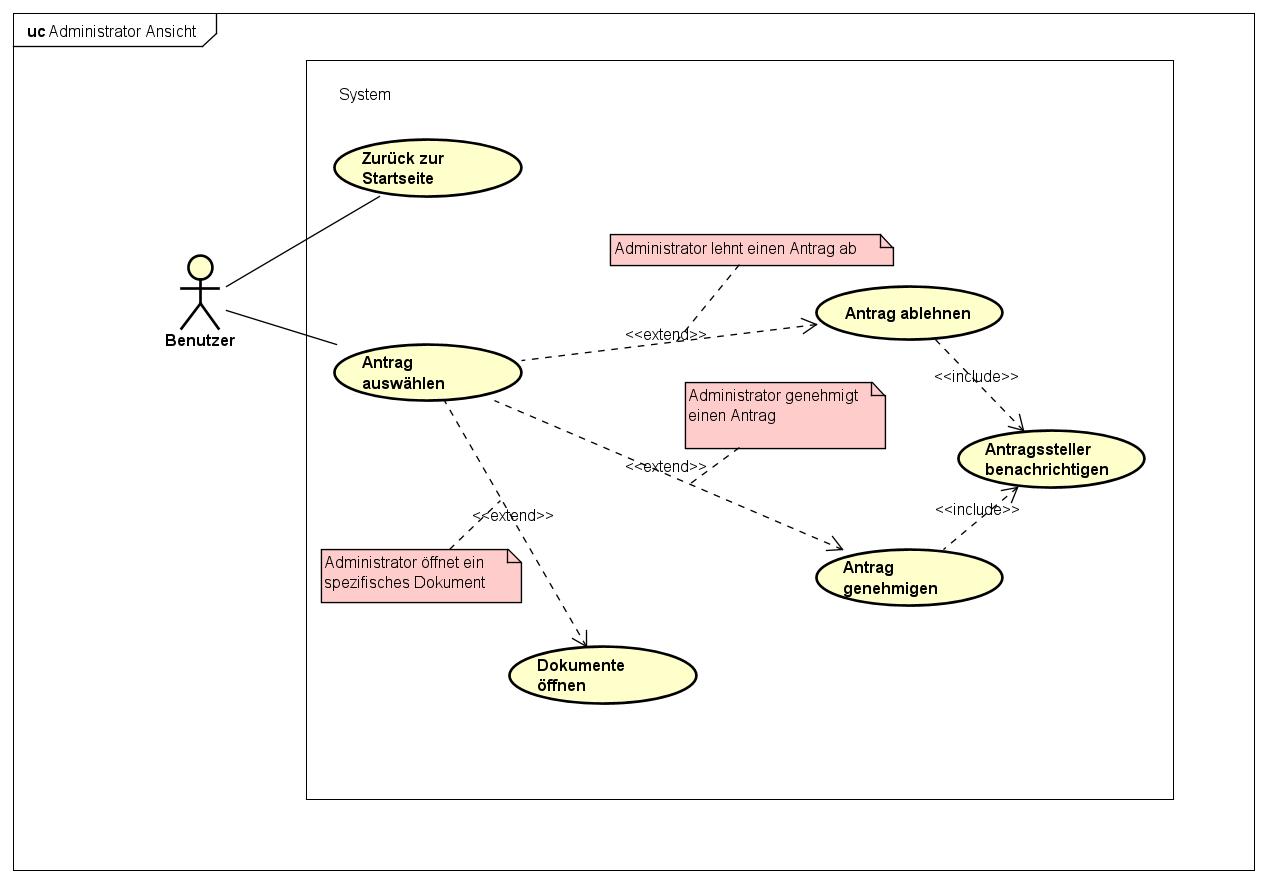 uc Administrator Ansicht
System
Zurück zur
Startseite
Administrator lehnt einen Antrag ab
Antrag ablehnen
<<extend>>
Benutzer
Antrag
auswählen
<<include>>
Administrator genehmigt
einen Antrag
Antragssteller
benachrichtigen
<<extend>>
<<extend>>
<<include>>
Administrator öffnet ein
spezifisches Dokument
Antrag
genehmigen
Dokumente
öffnen